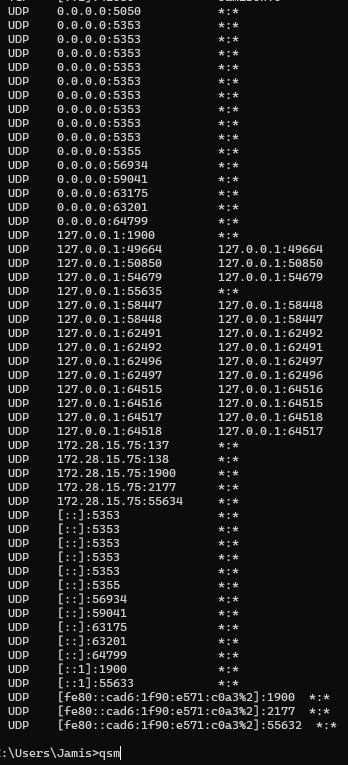 UDP 0.0.0.0:5050 *:*
UDP 0.0.0.0:5353 *:*
UDP 0.0.0.0:5353 *:*
UDP 0.0.0.0:5353 *:*
UDP 0.0.0.0:5353 *:*
UDP 0.0.0.0:5353 *:*
UDP 0.0.0.0:5353 *:*
UDP 0.0.0.0:5353 *:*
UDP 0.0.0.0:5353 *:*
UDP 0.0.0.0:5353 *:*
UDP 0.0.0.0:5355 *:*
UDP 0.0.0.0:56934 *:*
UDP 0.0.0.0:59041 *:*
UDP 0.0.0.0:63175 *:*
UDP 0.0.0.0:63201 *:*
UDP 0.0.0.0:64799 *:*
UDP 127.0.0.1:1900 *:*
UDP 127.0.0.1:49664 127.0.0.1:49664
UDP 127.0.0.1:50850 127.0.0.1:50850
UDP 127.0.0.1:54679 127.0.0.1:54679
UDP 127.0.0.1:55635 *:*
UDP 127.0.0.1:58447 127.0.0.1:58448
UDP 127.0.0.1:58448 127.0.0.1:58447
UDP 127.0.0.1:62491 127.0.0.1:62492
UDP 127.0.0.1:62492 127.0.0.1:62491
UDP 127.0.0.1:62496 127.0.0.1:62497
UDP 127.0.0.1:62497 127.0.0.1:62496
UDP 127.0.0.1:64515 127.0.0.1:64516
UDP 127.0.0.1:64516 127.0.0.1:64515
UDP 127.0.0.1:64517 127.0.0.1:64518
UDP 127.0.0.1:64518 127.0.0.1:64517
UDP 172.28.15.75:137 *:*
UDP 172.28.15.75:138 *:*
UDP 172.28.15.75:1900 *:*
UDP 172.28.15.75:2177 *:*
UDP 172.28.15.75:55634 *:*
UDP [::]:5353 *:*
UDP [::]:5353 *:*
UDP [::]:5353 *:*
UDP [::]:5353 *:*
UDP [::]:5353 *:*
UDP [::]:5355 *:*
UDP [::]:56934 *:*
UDP [::]:59041 *:*
UDP [::]:63175 *:*
UDP [::]:63201 *:*
UDP [::]:64799 *:*
UDP [::1]:1900 *:*
UDP [::1]:55633 *:*
UDP [fe80::cad6:1f90:e571:c0a3%2]:1900 *:*
UDP [fe80::cad6:1f90:e571:c0a3%2]:2177 *:*
UDP [fe80::cad6:1f90:e571:c0a3%2]:55632 *:*
:\Users\Jamis>qsm